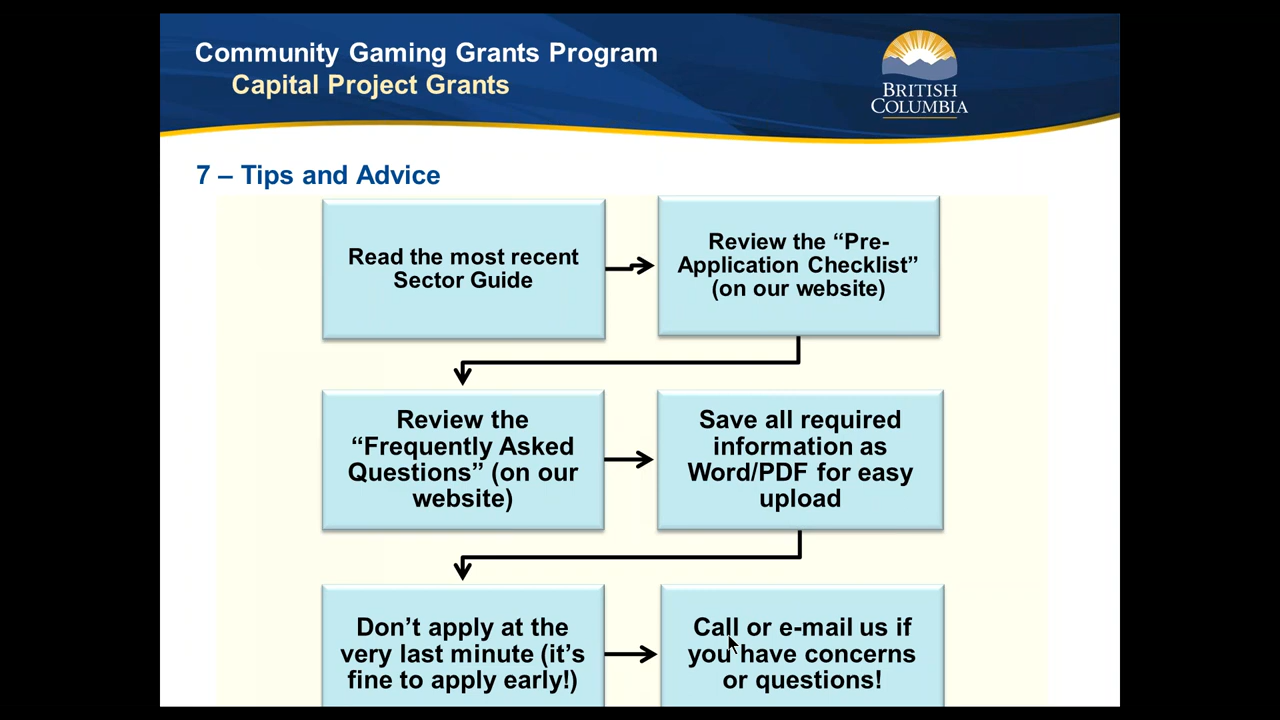 Community Gaming Grants Program
Capital Project Grants
BRITISH
COLUMBIA
7 – Tips and Advice
Read the most recent
Sector Guide
Review the “Pre-
Application Checklist”
(on our website)
Review the
“Frequently Asked
Questions” (on our
website)
Save all required
information as
Word/PDF for easy
upload
Don’t apply at the
very last minute (it’s
fine to apply early!)
Call or e-mail us if
you have concerns
or questions!